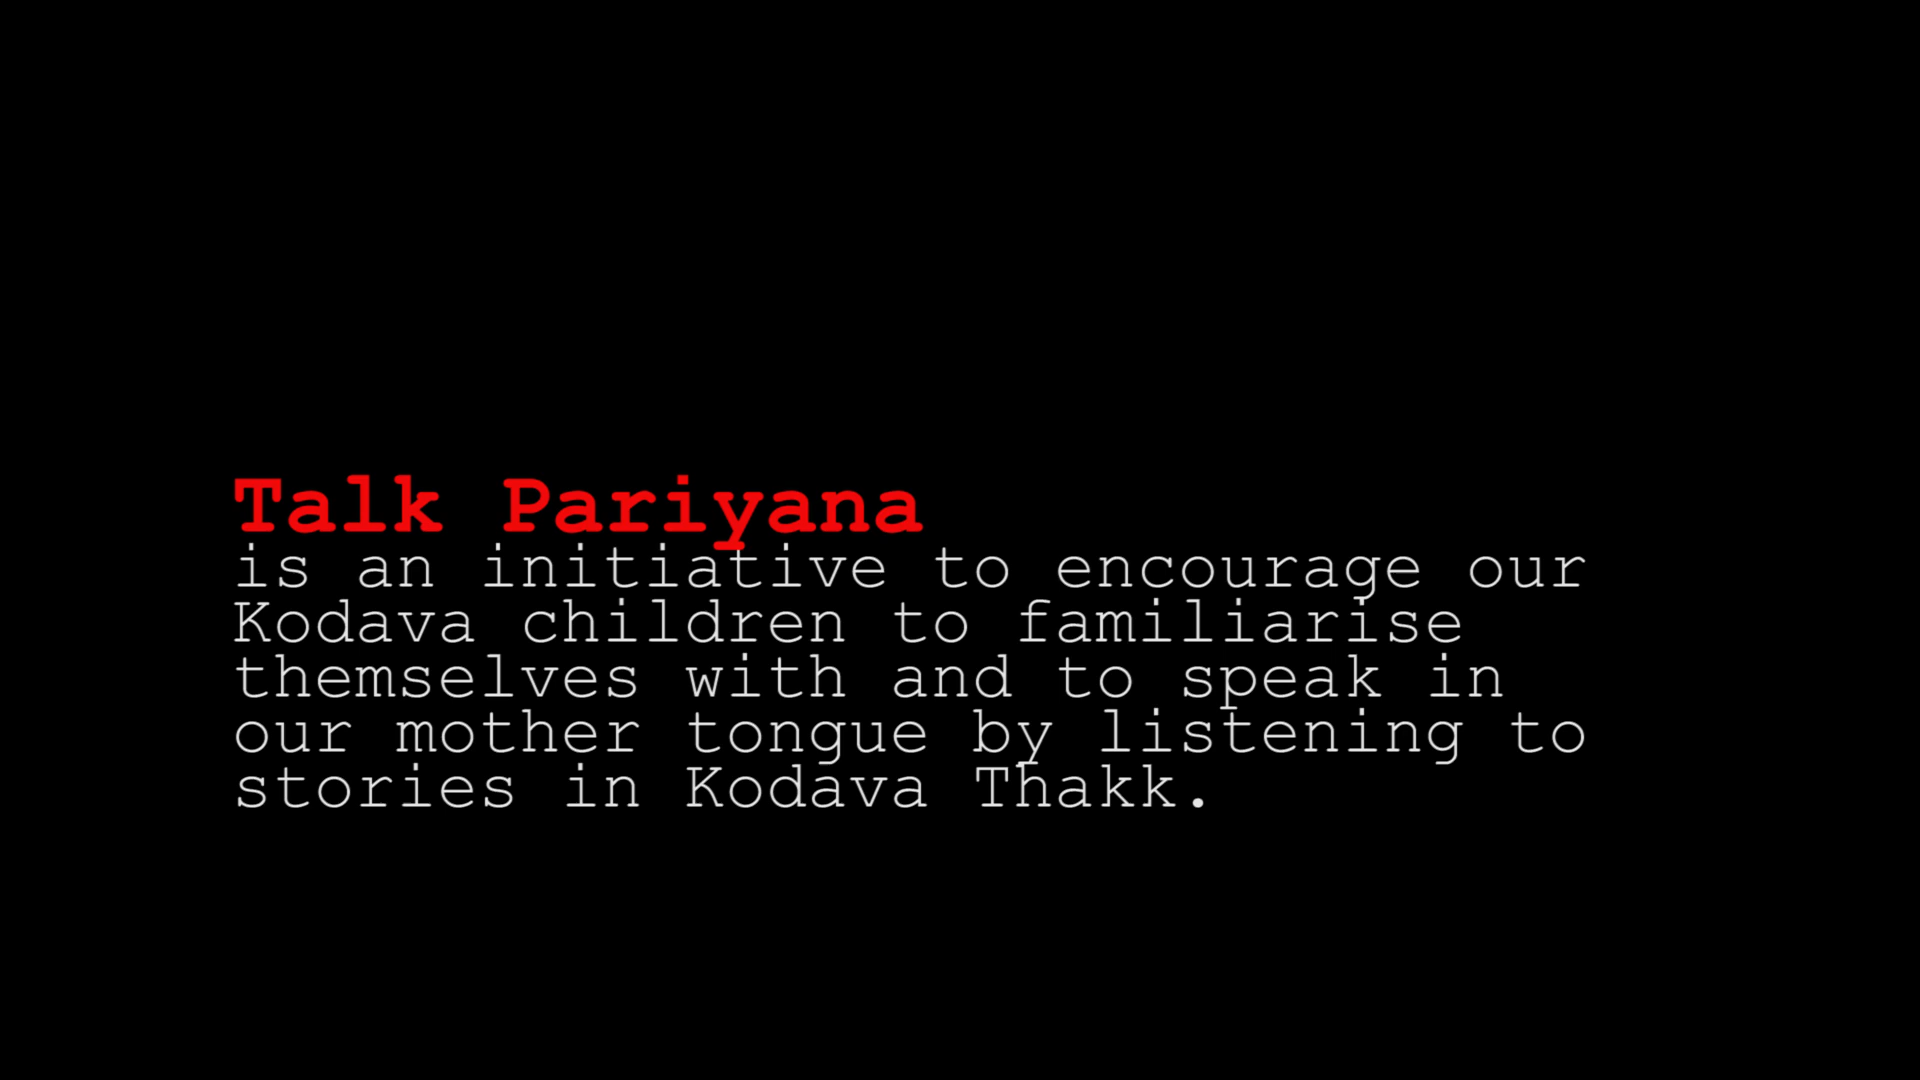 Talk Pariyana
is an initiative to encourage our
Kodava children to familiarise
themselves with and to speak in
our mother tongue by listening to
stories in Kodava Thakk.